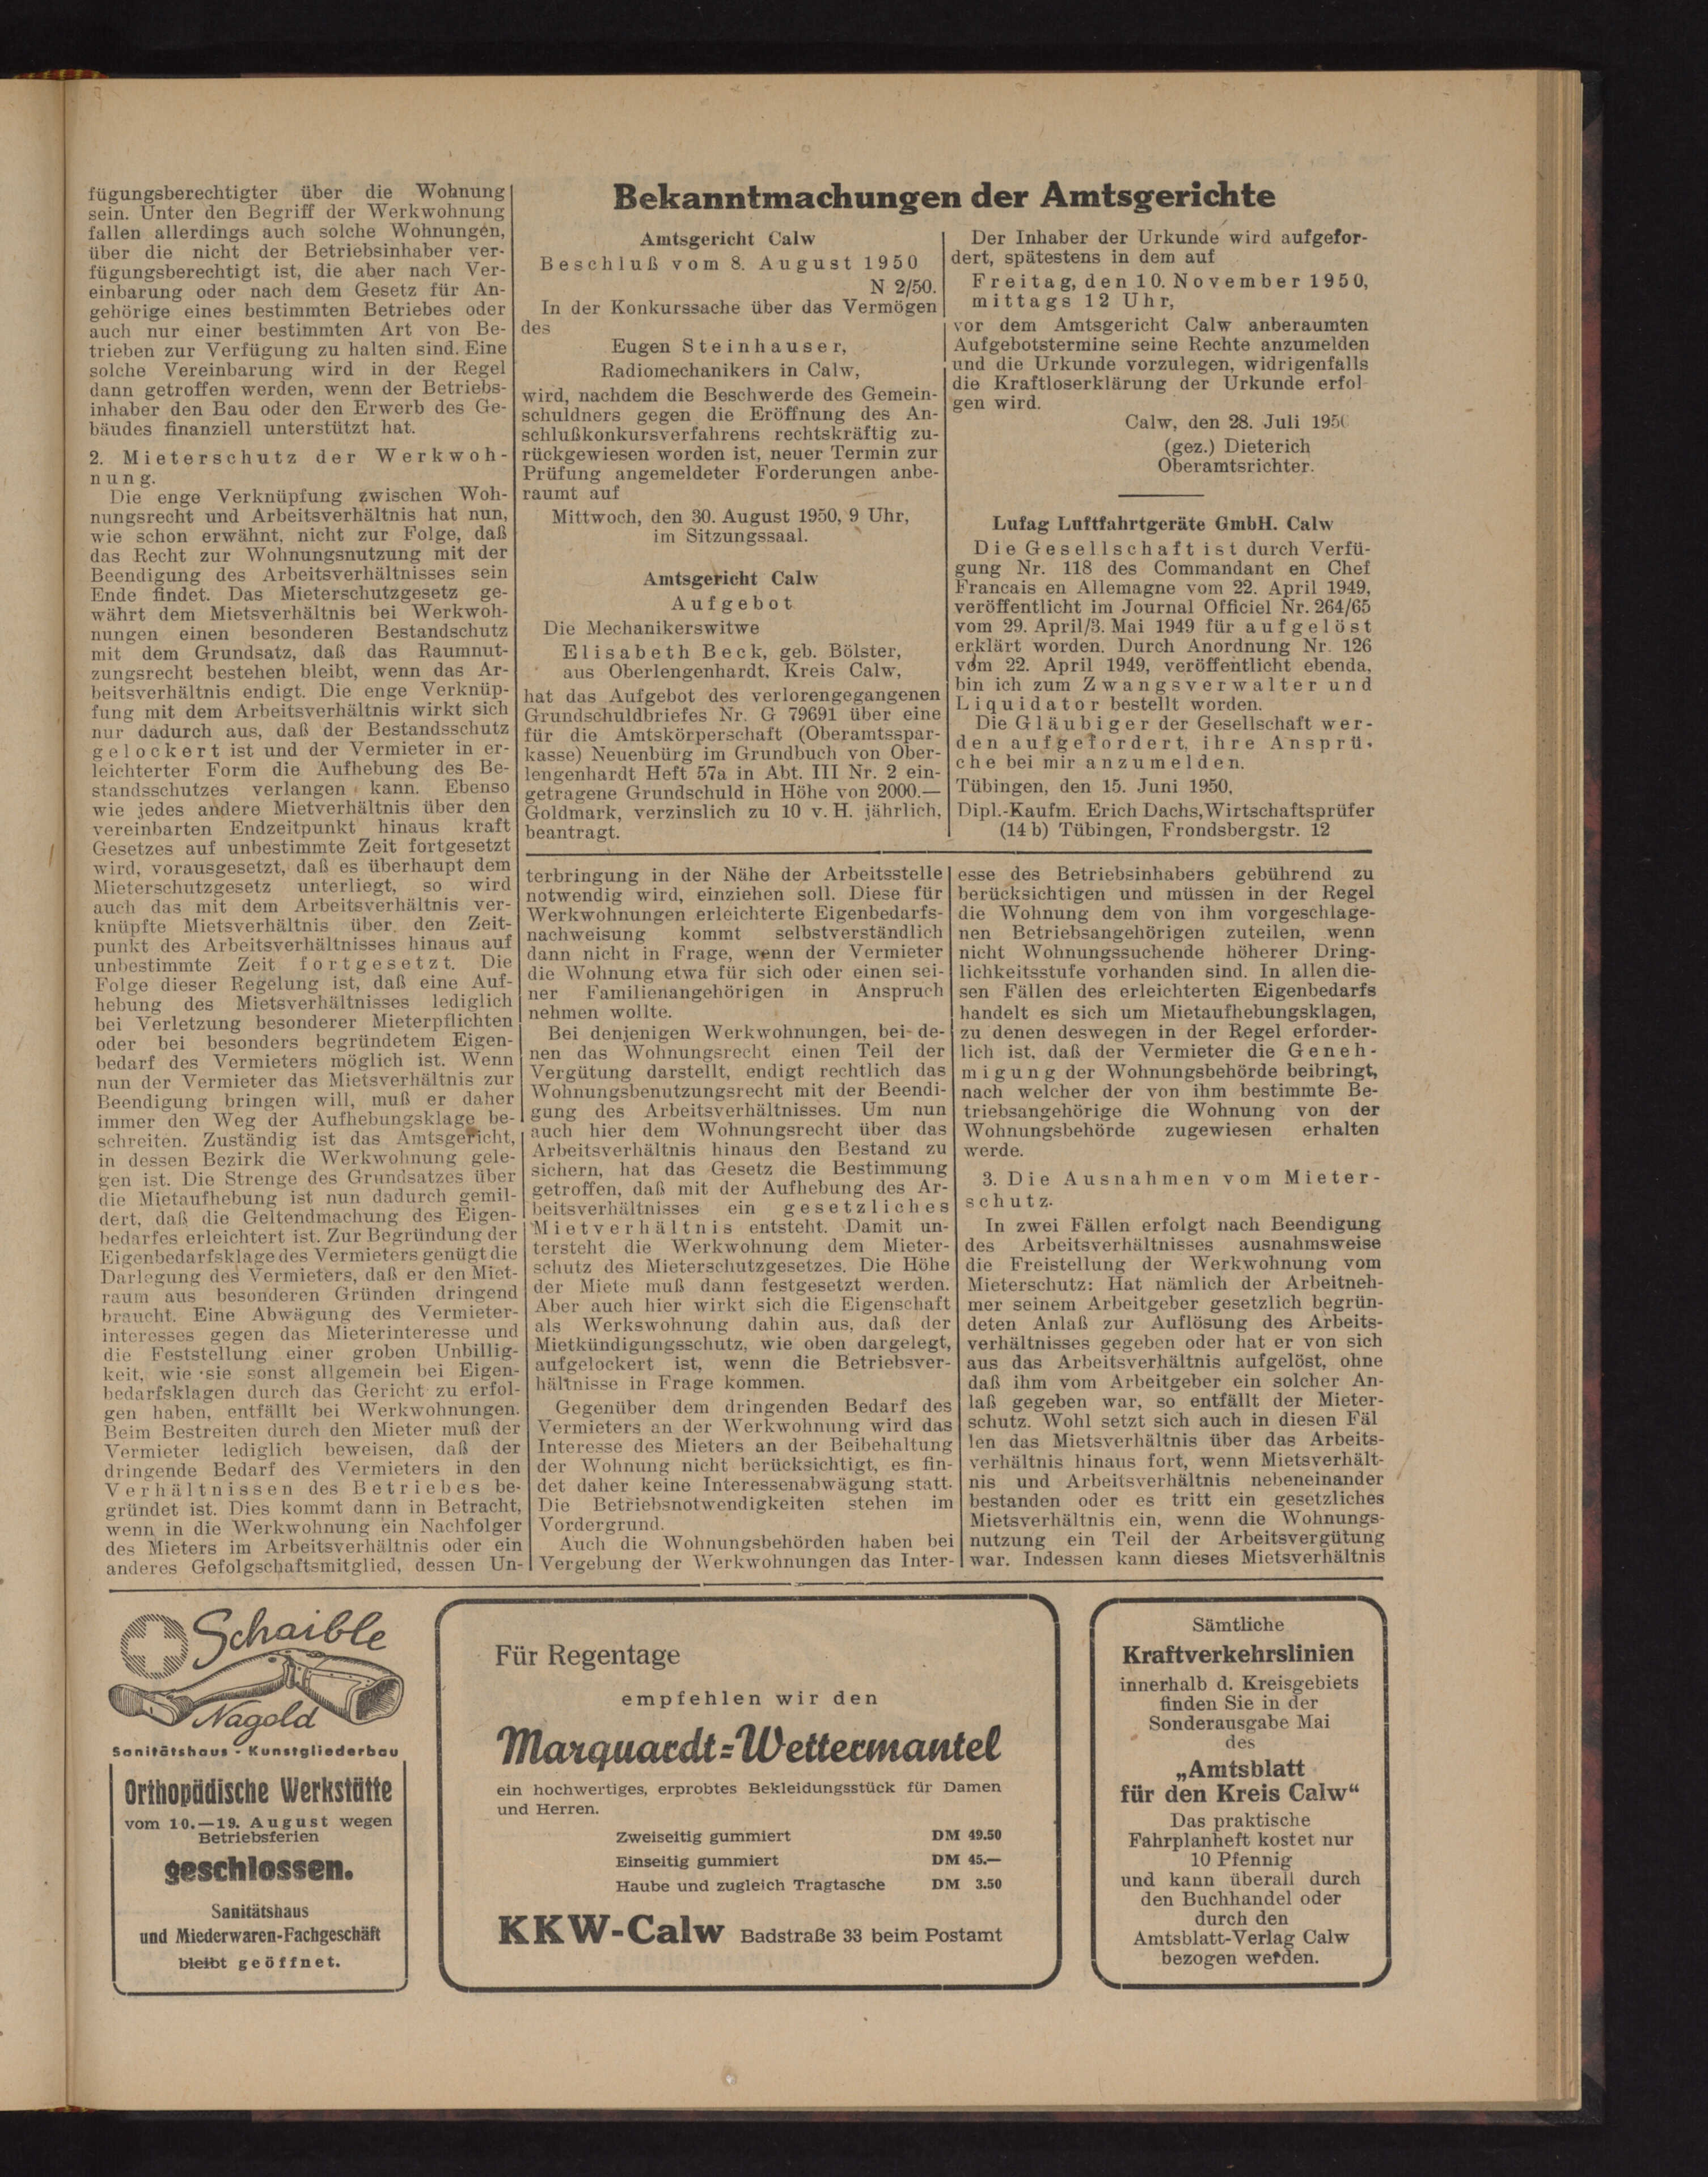 fügungsberechtigter über die Wohnung
sein. Unter den Begriff der Werkwohnung
fallen allerdings auch solche Wohnungen,
über die nicht der Betriebsinhaber ver-
fügungsberechtigt ist, die aber nach Ver-
einbarung oder nach dem Gesetz für An-
gehörige eines bestimmten Betriebes oder
auch nur einer bestimmten Art von Be-
trieben zur Verfügung zu halten sind. Eine
solche Vereinbarung wird in der Regel
dann getroffen werden, wenn der Betriebs-
inhaber den Bau oder den Erwerb des Ge-
bäudes finanziell unterstützt hat.
2. Mieterschutz der Werkwoh-
nung.
Die enge Verknüpfung zwischen Woh-
nungsrecht und Arbeitsverhältnis hat nun,
wie schon erwähnt, nicht zur Folge, daß
das Recht zur Wohnungsnutzung mit der
Beendigung des Arbeitsverhältnisses sein
Ende findet. Das Mieterschutzgesetz ge-
währt dem Mietsverhältnis bei Werkwoh-
nungen einen besonderen Bestandschutz
mit dem Grundsatz, daß das Raumnut-
zungsrecht bestehen bleibt, wenn das Ar-
beitsverhältnis endigt. Die enge Verknüp-
fung mit dem Arbeitsverhältnis wirkt sich
nur dadurch aus, daß der Bestandsschutz
gelockert ist und der Vermieter in er-
leichterter Form die Aufhebung des Be-
standsschutzes verlangen kann. Ebenso
wie jedes andere Mietverhältnis über den
vereinbarten Endzeitpunkt hinaus kraft
Gesetzes auf unbestimmte Zeit fortgesetzt
wird, vorausgesetzt, daß es überhaupt dem
Mieterschutzgesetz unterliegt, so wird
auch das mit dem Arbeitsverhältnis ver-
knüpfte Mietsverhältnis über den Zeit-
punkt des Arbeitsverhältnisses hinaus auf
unbestimmte Zeit fortgesetzt. Die
Folge dieser Regelung ist, daß eine Auf-
hebung des Mietsverhältnisses lediglich
bei Verletzung besonderer Mieterpflichten
oder bei besonders begründetem Eigen-
bedarf des Vermieters möglich ist. Wenn
nun der Vermieter das Mietsverhältnis zur
Beendigung bringen will, muß er daher
immer den Weg der Aufhebungsklage be-
schreiten. Zuständig ist das Amtsgericht,
in dessen Bezirk die Werkwohnung gele-
gen ist. Die Strenge des Grundsatzes über
die Mietaufhebung ist nun dadurch gemil-
dert, daß die Geltendmachung des Eigen-
bedarfes erleichtert ist. Zur Begründung der
Eigenbedarfsklage des Vermieters genügt die
Darlegung des Vermieters, daß er den Miet-
raum aus besonderen Gründen dringend
braucht. Eine Abwägung des Vermieter-
interesses gegen das Mieterinteresse und
die Feststellung einer groben Unbillig-
keit, wie sie sonst allgemein bei Eigen-
bedarfsklagen durch das Gericht zu erfol-
gen haben, entfällt bei Werkwohnungen.
Beim Bestreiten durch den Mieter muß der
Vermieter lediglich beweisen, daß der
dringende Bedarf des Vermieters in den
Verhältnissen des Betriebes be-
gründet ist. Dies kommt dann in Betracht,
wenn in die Werkwohnung ein Nachfolger
des Mieters im Arbeitsverhältnis oder ein
anderes Gefolgschaftsmitglied, dessen Un-
Bekanntmachungen der Amtsgerichte
Amtsgericht Calw
Beschluß vom 8. August 1950
N 2/50.
In der Konkurssache über das Vermögen
des
Eugen Steinhauser,
Radiomechanikers in Calw,
wird, nachdem die Beschwerde des Gemein-
schuldners gegen die Eröffnung des An-
schlußkonkursverfahrens rechtskräftig zu-
rückgewiesen worden ist, neuer Termin zur
Prüfung angemeldeter Forderungen anbe-
raumt auf
Mittwoch, den 30. August 1950, 9 Uhr,
im Sitzungssaal.
Amtsgericht Calw
Aufgebot
Die Mechanikerswitwe
Elisabeth Beck, geb. Bölster,
aus Oberlengenhardt, Kreis Calw,
hat das Aufgebot des verlorengegangenen
Grundschuldbriefes Nr. G 79691 über eine
für die Amtskörperschaft (Oberamtsspar-
kasse) Neuenbürg im Grundbuch von Ober-
lengenhardt Heft 57a in Abt. III Nr. 2 ein-
getragene Grundschuld in Höhe von 2000.—
Goldmark, verzinslich zu 10 v. H. jährlich,
beantragt.
Der Inhaber der Urkunde wird aufgefor-
dert, spätestens in dem auf
Freitag, den 10. November 1950,
mittags 12 Uhr,
vor dem Amtsgericht Calw anberaumten
Aufgebotstermine seine Rechte anzumelden
und die Urkunde vorzulegen, widrigenfalls
die Kraftloserklärung der Urkunde erfol-
gen wird.
Calw, den 28. Juli 1950
(gez.) Dieterich
Oberamtsrichter.
Lufag Luftfahrtgeräte GmbH. Calw
Die Gesellschaft ist durch Verfü-
gung Nr. 118 des Commandant en Chef
Francais en Allemagne vom 22. April 1949,
veröffentlicht im Journal Officiel Nr. 264/65
vom 29. April/3. Mai 1949 für aufgelöst
erklärt worden. Durch Anordnung Nr. 126
vom 22. April 1949, veröffentlicht ebenda,
bin ich zum Zwangsverwalter und
Liquidator bestellt worden.
Die Gläubiger der Gesellschaft wer-
den aufgefordert, ihre Ansprü-
che bei mir anzumelden.
Tübingen, den 15. Juni 1950,
Dipl.-Kaufm. Erich Dachs, Wirtschaftsprüfer
(14 b) Tübingen, Frondsbergstr. 12
terbringung in der Nähe der Arbeitsstelle
notwendig wird, einziehen soll. Diese für
Werkwohnungen erleichterte Eigenbedarfs-
nachweisung kommt selbstverständlich
dann nicht in Frage, wenn der Vermieter
die Wohnung etwa für sich oder einen sei-
ner Familienangehörigen in Anspruch
nehmen wollte.
Bei denjenigen Werkwohnungen, bei de-
nen das Wohnungsrecht einen Teil der
Vergütung darstellt, endigt rechtlich das
Wohnungsbenutzungsrecht mit der Beendi-
gung des Arbeitsverhältnisses. Um nun
auch hier dem Wohnungsrecht über das
Arbeitsverhältnis hinaus den Bestand zu
sichern, hat das Gesetz die Bestimmung
getroffen, daß mit der Aufhebung des Ar-
beitsverhältnisses ein gesetzliches
Mietverhältnis entsteht. Damit un-
tersteht die Werkwohnung dem Mieter-
schutz des Mieterschutzgesetzes. Die Höhe
der Miete muß dann festgesetzt werden.
Aber auch hier wirkt sich die Eigenschaft
als Werkswohnung dahin aus, daß der
Mietkündigungsschutz, wie oben dargelegt,
aufgelockert ist, wenn die Betriebsver-
hältnisse in Frage kommen.
Gegenüber dem dringenden Bedarf des
Vermieters an der Werkwohnung wird das
Interesse des Mieters an der Beibehaltung
der Wohnung nicht berücksichtigt, es fin-
det daher keine Interessenabwägung statt.
Die Betriebsnotwendigkeiten stehen im
Vordergrund.
Auch die Wohnungsbehörden haben bei
Vergebung der Werkwohnungen das Inter-
esse des Betriebsinhabers gebührend zu
berücksichtigen und müssen in der Regel
die Wohnung dem von ihm vorgeschlage-
nen Betriebsangehörigen zuteilen, wenn
nicht Wohnungssuchende höherer Dring-
lichkeitsstufe vorhanden sind. In allen die-
sen Fällen des erleichterten Eigenbedarfs
handelt es sich um Mietaufhebungsklagen,
zu denen deswegen in der Regel erforder-
lich ist, daß der Vermieter die Geneh-
migung der Wohnungsbehörde beibringt,
nach welcher der von ihm bestimmte Be-
triebsangehörige die Wohnung von der
Wohnungsbehörde zugewiesen erhalten
werde.
3. Die Ausnahmen vom Mieter-
schutz.
In zwei Fällen erfolgt nach Beendigung
des Arbeitsverhältnisses ausnahmsweise
die Freistellung der Werkwohnung vom
Mieterschutz: Hat nämlich der Arbeitneh-
mer seinem Arbeitgeber gesetzlich begrün-
deten Anlaß zur Auflösung des Arbeits-
verhältnisses gegeben oder hat er von sich
aus das Arbeitsverhältnis aufgelöst, ohne
daß ihm vom Arbeitgeber ein solcher An-
laß gegeben war, so entfällt der Mieter-
schutz. Wohl setzt sich auch in diesen Fäl
len das Mietsverhältnis über das Arbeits-
verhältnis hinaus fort, wenn Mietsverhält-
nis und Arbeitsverhältnis nebeneinander
bestanden oder es tritt ein gesetzliches
Mietsverhältnis ein, wenn die Wohnungs-
nutzung ein Teil der Arbeitsvergütung
war. Indessen kann dieses Mietsverhältnis
Schaible
Nagold
Sanitätshaus - Kunstgliederbau
Orthopädische Werkstätte
vom 10.—19. August wegen
Betriebsferien
geschlossen.
Sanitätshaus
und Miederwaren-Fachgeschäft
bleibt geöffnet.
Für Regentage
empfehlen wir den
Marquardt-Wettermantel
ein hochwertiges, erprobtes Bekleidungsstück für Damen
und Herren.
Zweiseitig gummiert DM 49.50
Einseitig gummiert DM 45.—
Haube und zugleich Tragtasche DM 3.50
KKW-Calw Badstraße 33 beim Postamt
Sämtliche
Kraftverkehrslinien
innerhalb d. Kreisgebiets
finden Sie in der
Sonderausgabe Mai
des
„Amtsblatt
für den Kreis Calw“
Das praktische
Fahrplanheft kostet nur
10 Pfennig
und kann überall durch
den Buchhandel oder
durch den
Amtsblatt-Verlag Calw
bezogen werden.